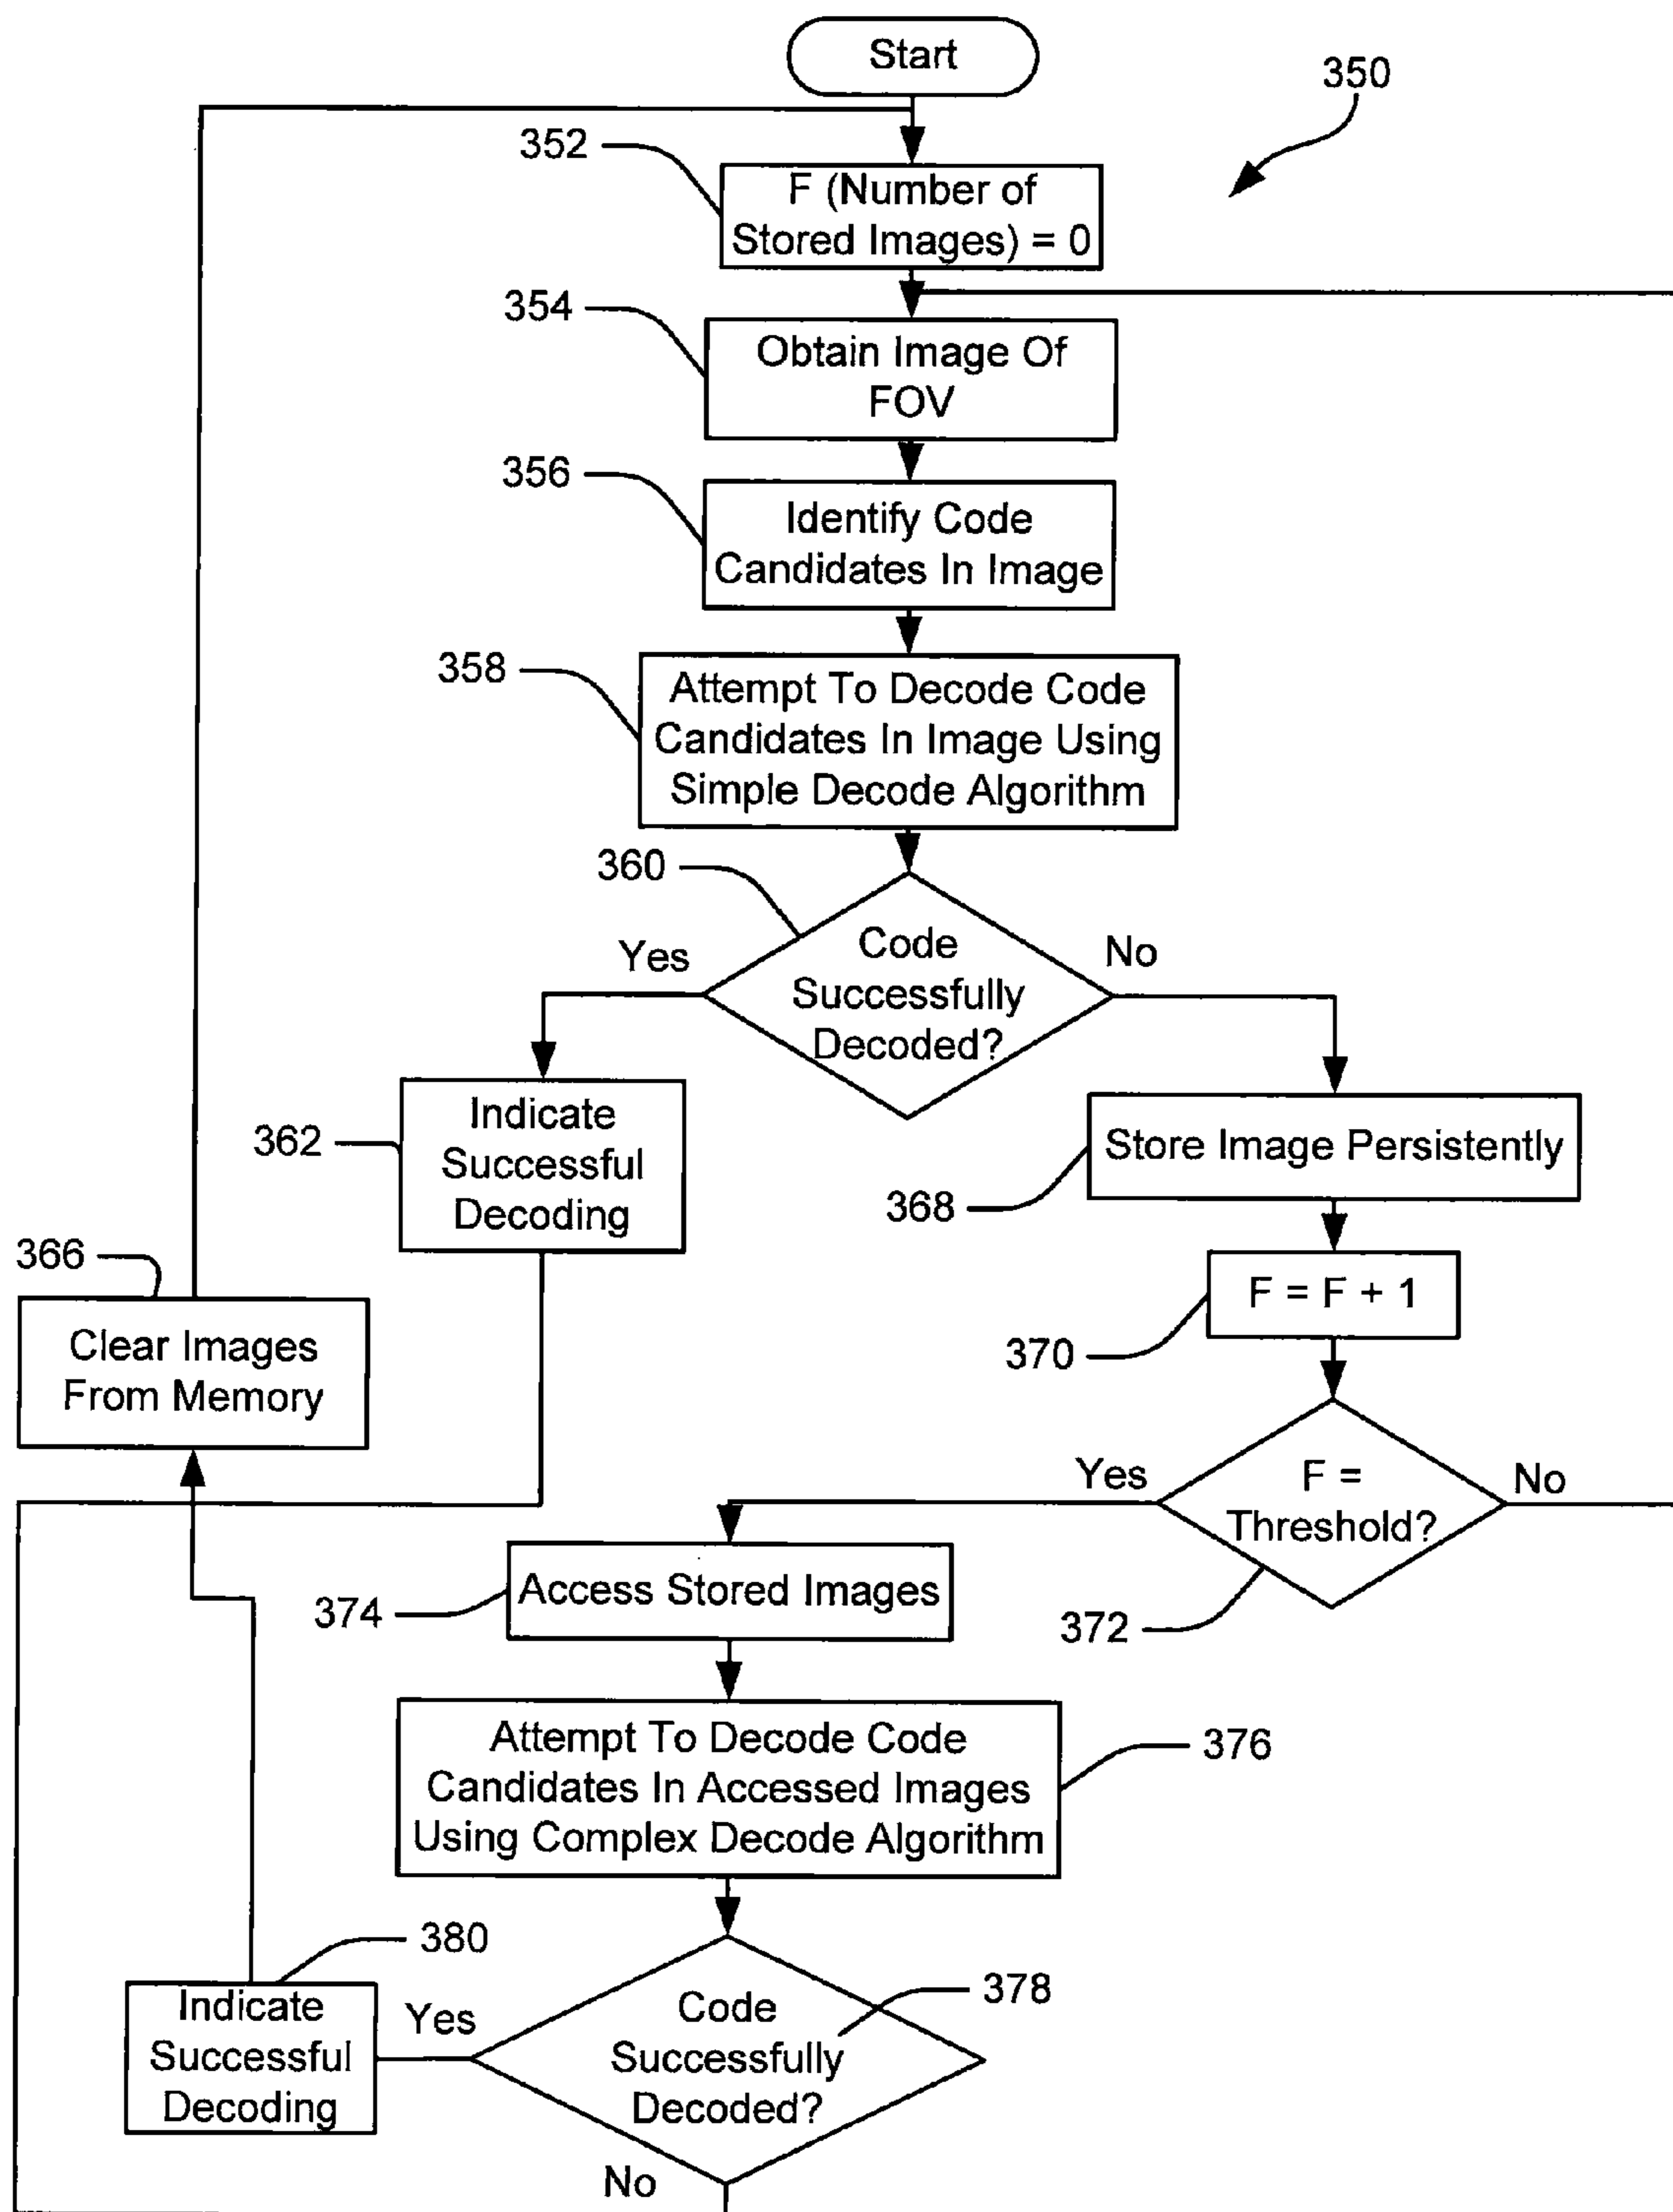 Start
350
352
F (Number of
Stored Images) = 0
354
Obtain Image Of
FOV
356
Identify Code
Candidates In Image
358
Attempt To Decode Code
Candidates In Image Using
Simple Decode Algorithm
360
Yes
Code
Successfully
Decoded?
No
362
Indicate
Successful
Decoding
Store Image Persistently
368
366
Clear Images
From Memory
F = F + 1
370
Yes
F =
Threshold?
No
372
Access Stored Images
374
Attempt To Decode Code
Candidates In Accessed Images
Using Complex Decode Algorithm
376
380
Indicate
Successful
Decoding
Yes
Code
Successfully
Decoded?
378
No